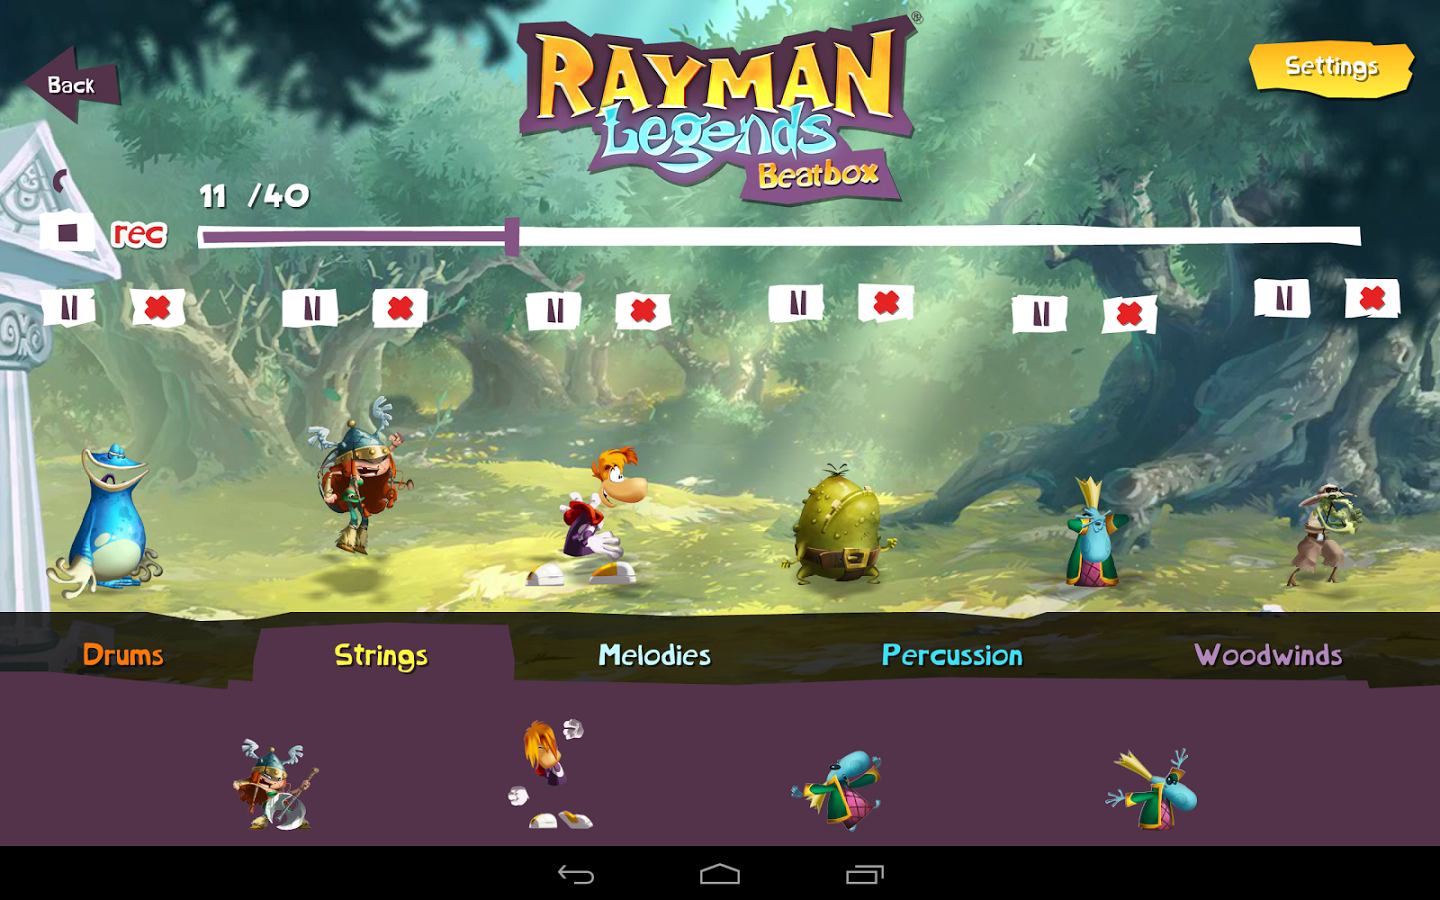 RAYMAN ®
Legends
Beatbox
Back
Settings
11 /40
rec
Drums
Strings
Melodies
Percussion
Woodwinds